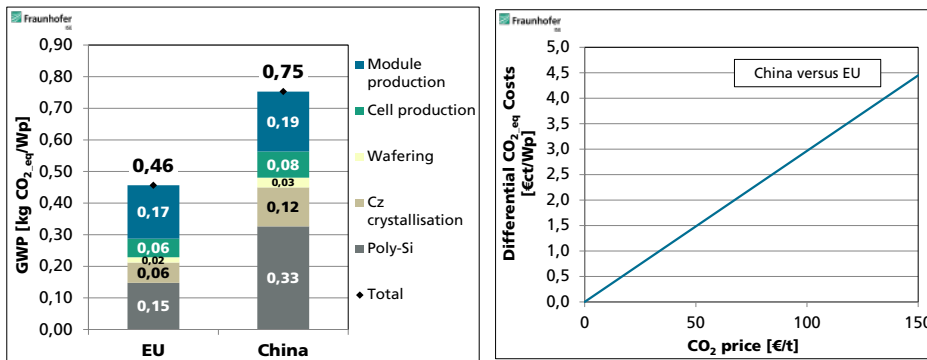 Fraunhofer
ISE
GWP [kg CO2_eq/Wp]
0,90
0,80
0,70
0,60
0,50
0,40
0,30
0,20
0,10
0,00
0,46
0,17
0,06
0,02
0,06
0,15
0,75
0,19
0,08
0,03
0,12
0,33
EU
China
Module
production
Cell production
Wafering
Cz
crystallisation
Poly-Si
Total
Fraunhofer
ISE
Differential CO2_eq Costs
[€ct/Wp]
5,0
4,5
4,0
3,5
3,0
2,5
2,0
1,5
1,0
0,5
0,0
China versus EU
0
50
100
150
CO2 price [€/t]